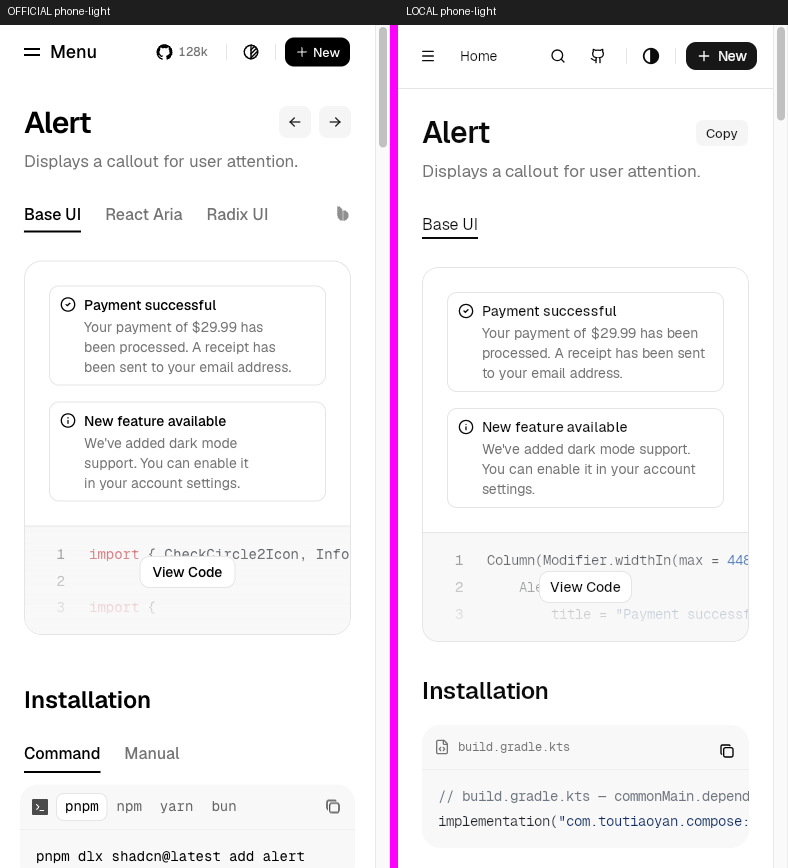 OFFICIAL phone-light
Menu
128k
New
Alert
Displays a callout for user attention.
Base UI
React Aria
Radix UI
Payment successful
Your payment of $29.99 has
been processed. A receipt has
been sent to your email address.
New feature available
We've added dark mode
support. You can enable it
in your account settings.
1 import { CheckCircle2Icon, Info
2
3 import {
View Code
Installation
Command
Manual
pnpm
npm
yarn
bun
pnpm dlx shadcn@latest add alert
LOCAL phone-light
Home
New
Alert
Copy
Displays a callout for user attention.
Base UI
Payment successful
Your payment of $29.99 has been
processed. A receipt has been sent
to your email address.
New feature available
We've added dark mode support.
You can enable it in your account
settings.
1 Column(Modifier.widthIn(max = 448
2 Ale
View Code
3 title = "Payment successf
Installation
build.gradle.kts
// build.gradle.kts — commonMain.depend
implementation("com.toutiaoyan.compose: